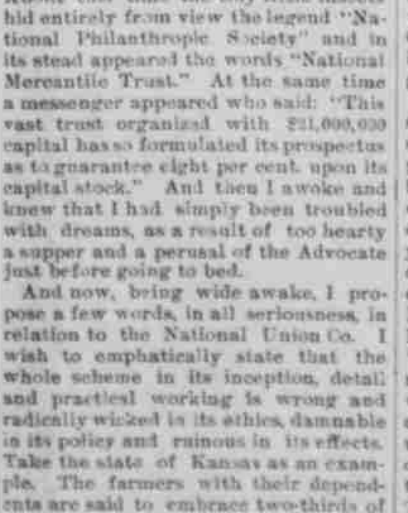 hid entirely from view the legend "Na-
tional Philanthropic Society" and in
its stead appeared the words "National
Mercantile Trust." At the same time
a messenger appeared who said: "This
vast trust organized with $21,000,000
capital has so formulated its prospectus
as to guarantee eight per cent. upon its
capital stock." And then I awoke and
knew that I had simply been troubled
with dreams, as a result of too hearty
a supper and a perusal of the Advocate
just before going to bed.
And now, being wide awake, I pro-
pose a few words, in all seriousness, in
relation to the National Union Co. I
wish to emphatically state that the
whole scheme in its inception, detail
and practical working is wrong and
radically wicked in its ethics, damnable
in its policy and ruinous in its effects.
Take the state of Kansas as an exam-
ple. The farmers with their depend-
ents are said to embrace two-thirds of